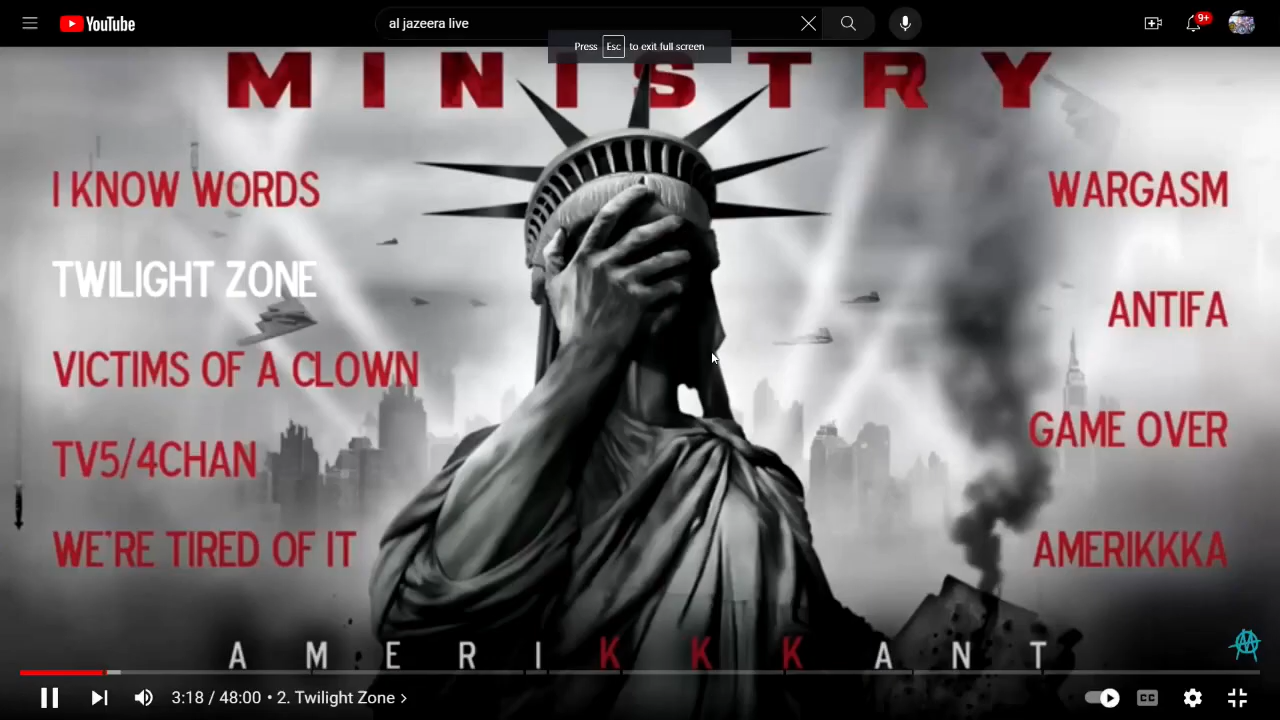 YouTube
al jazeera live
9+
Press Esc to exit full screen
MINISTRY
I KNOW WORDS
TWILIGHT ZONE
VICTIMS OF A CLOWN
TV5/4CHAN
WE'RE TIRED OF IT
WARGASM
ANTIFA
GAME OVER
AMERIKKKA
AMERIKKKANT
3:18 / 48:00 • 2. Twilight Zone >
CC